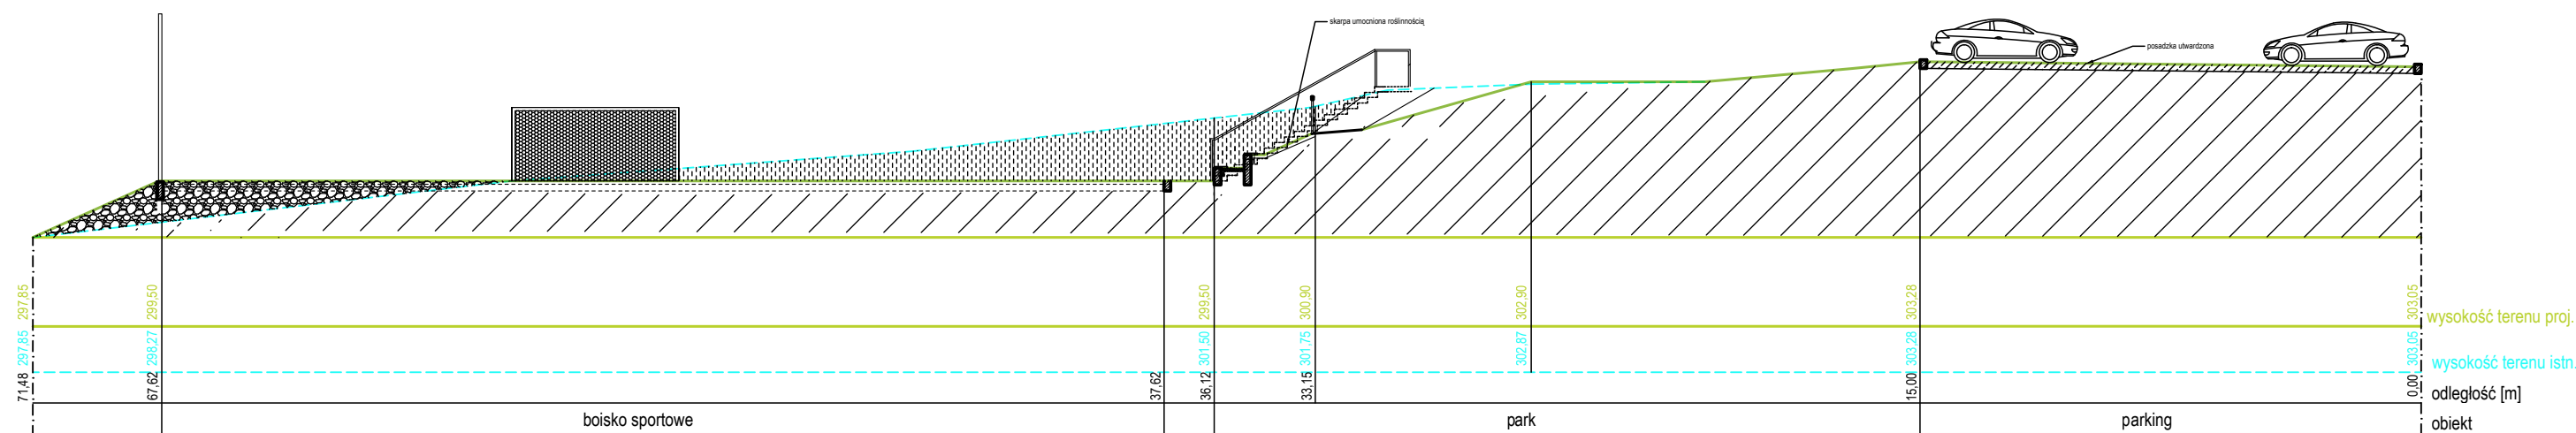 skarpa umocniona roślinnością
posadzka utwardzona
297,85 299,50 299,50 300,90 302,90 303,28 303,05 wysokość terenu proj.
297,85 298,27 301,50 301,75 302,87 303,28 303,05 wysokość terenu istn.
71,48 67,62 37,62 36,12 33,15 15,00 0,00 odległość [m]
boisko sportowe park parking obiekt